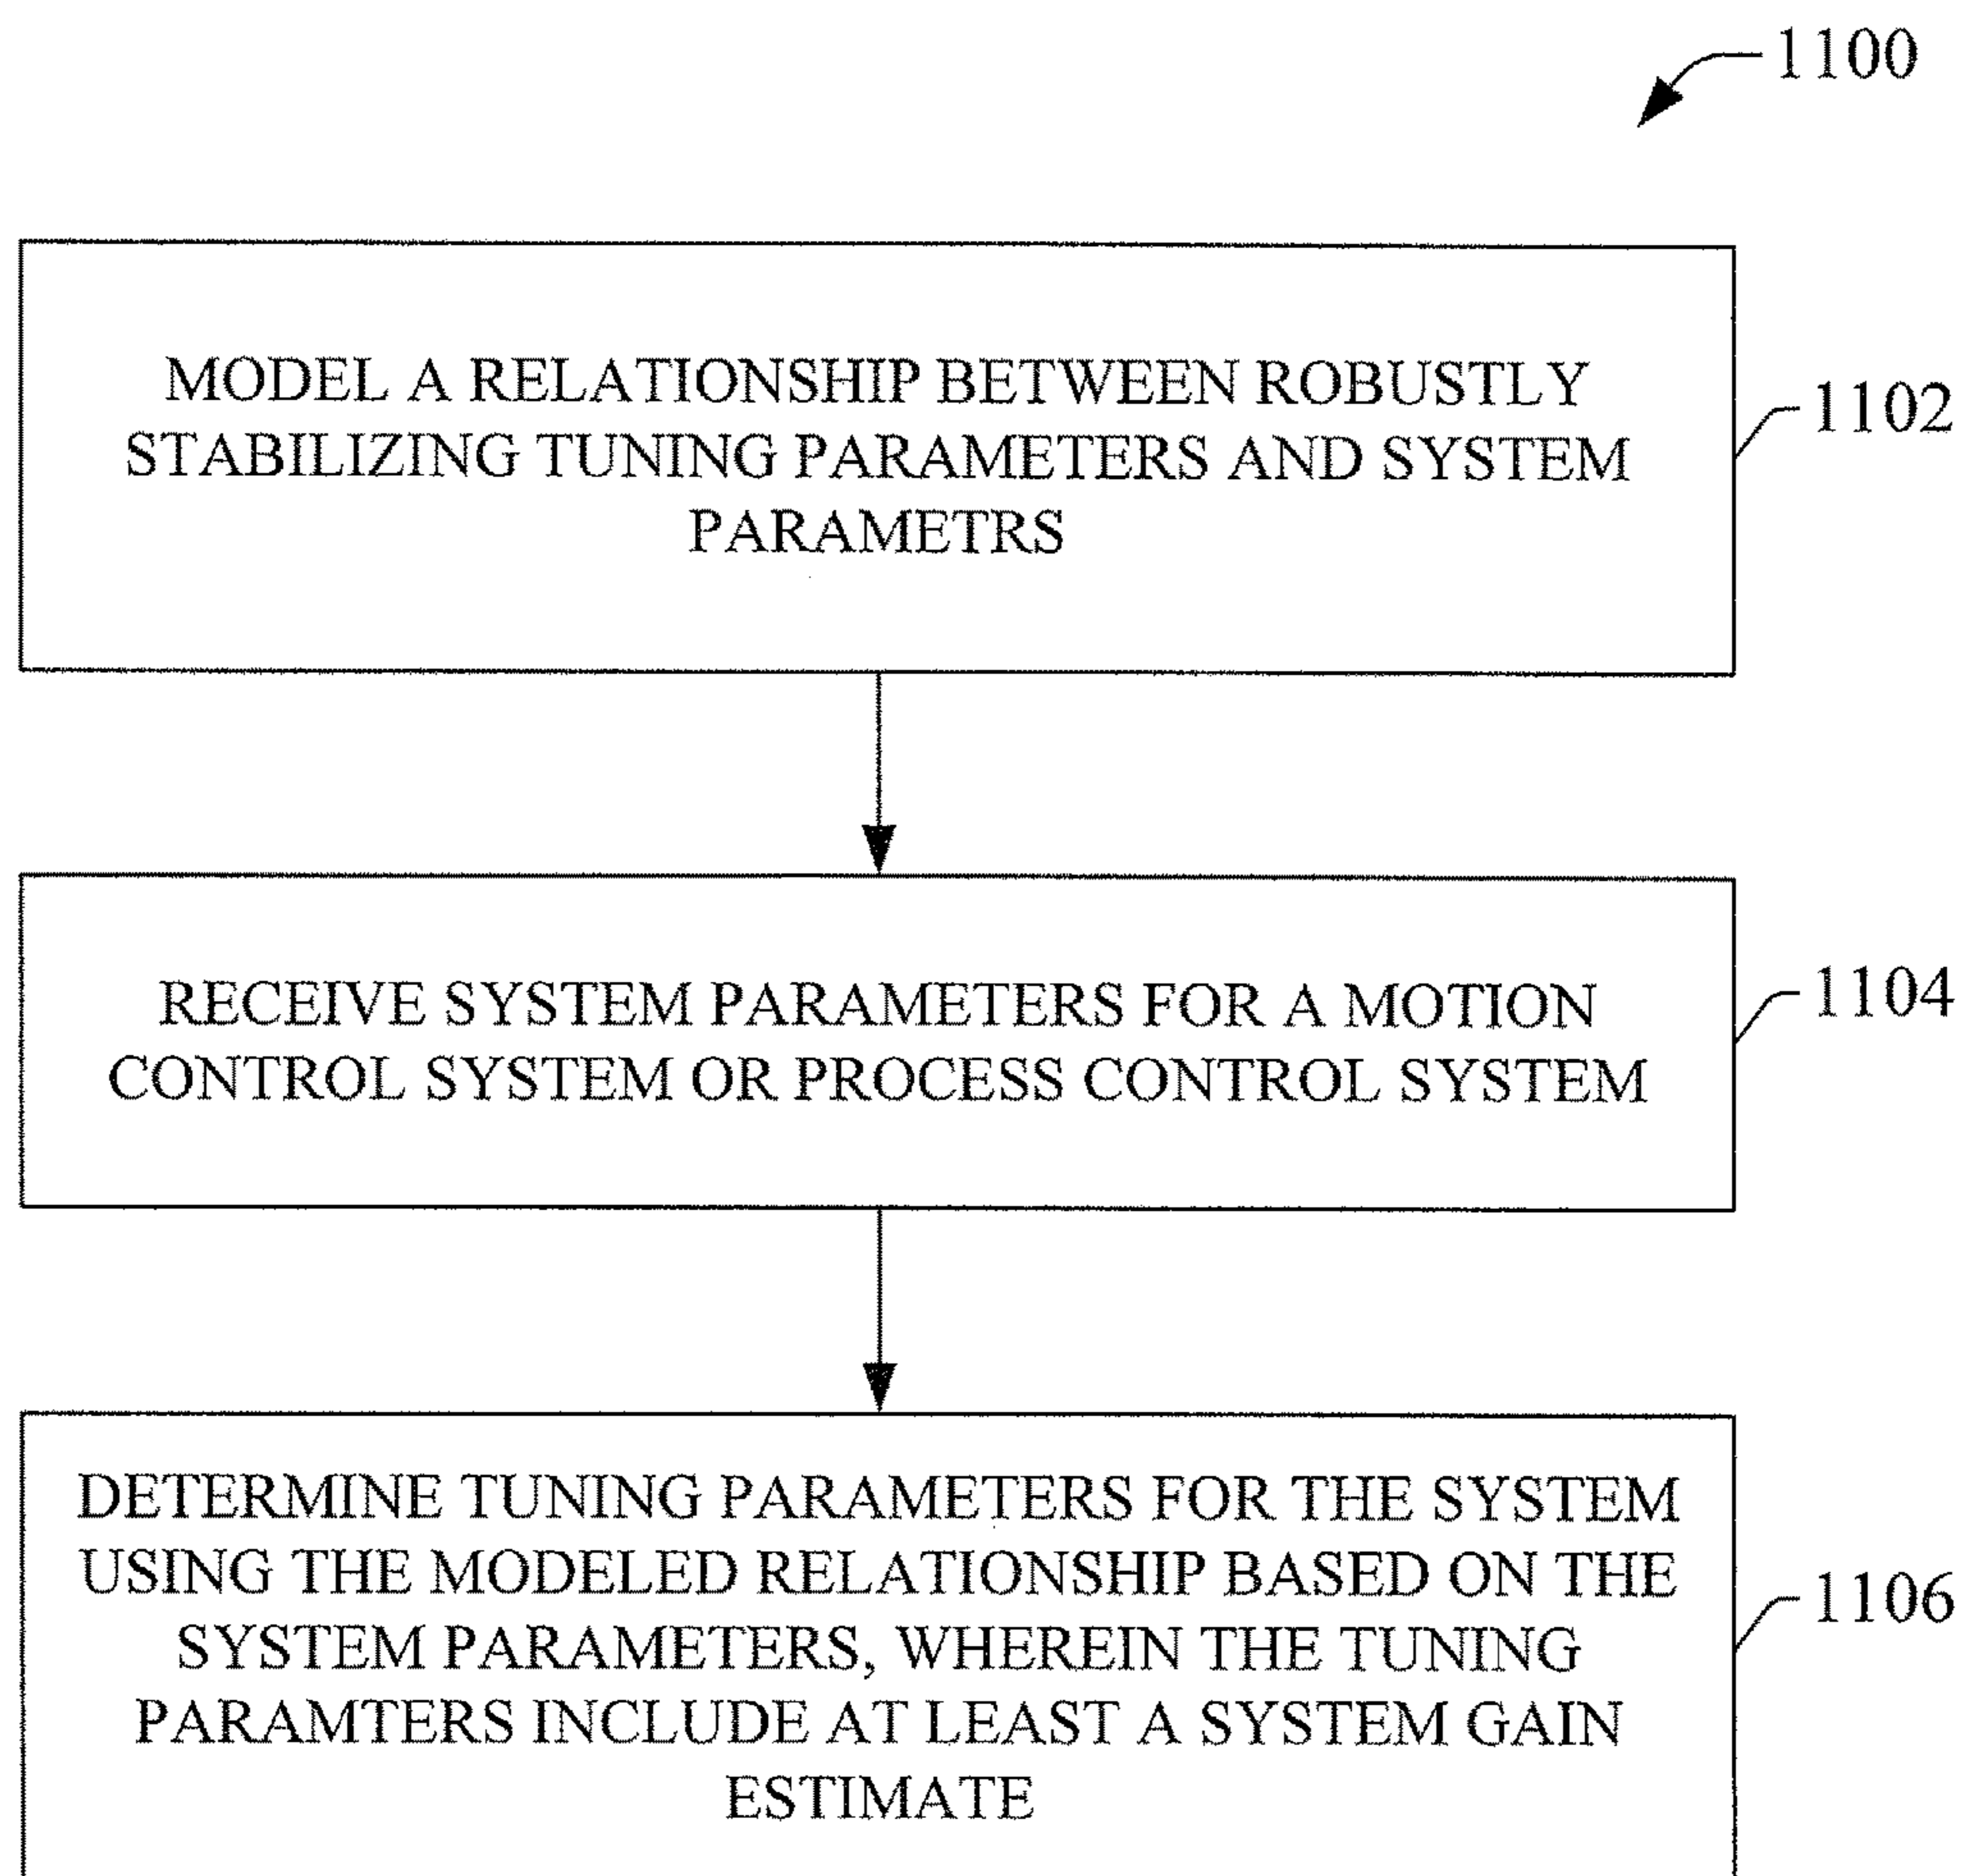 1100
MODEL A RELATIONSHIP BETWEEN ROBUSTLY
STABILIZING TUNING PARAMETERS AND SYSTEM
PARAMETRS
1102
RECEIVE SYSTEM PARAMETERS FOR A MOTION
CONTROL SYSTEM OR PROCESS CONTROL SYSTEM
1104
DETERMINE TUNING PARAMETERS FOR THE SYSTEM
USING THE MODELED RELATIONSHIP BASED ON THE
SYSTEM PARAMETERS, WHEREIN THE TUNING
PARAMTERS INCLUDE AT LEAST A SYSTEM GAIN
ESTIMATE
1106